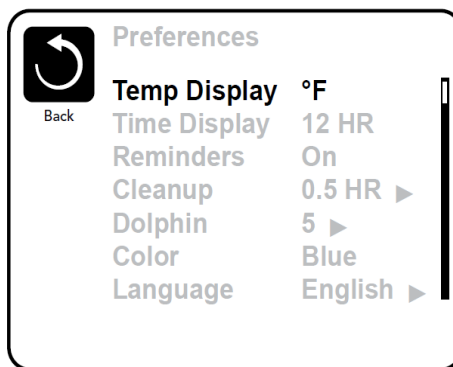 Preferences
Back
Temp Display °F
Time Display 12 HR
Reminders On
Cleanup 0.5 HR ▶
Dolphin 5 ▶
Color Blue
Language English ▶